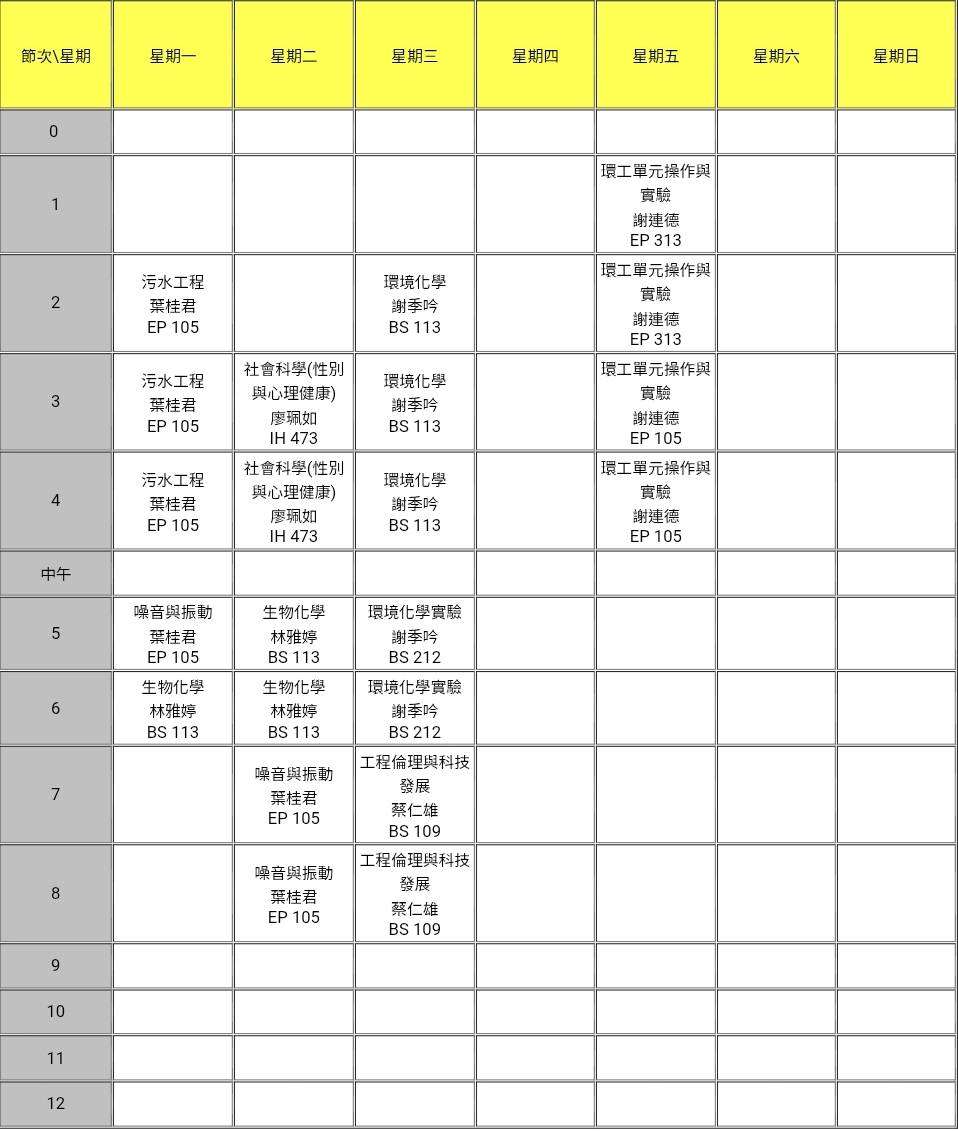 節次\星期 星期一 星期二 星期三 星期四 星期五 星期六 星期日
0
1
環工單元操作與
實驗
謝連德
EP 313
2
污水工程
葉桂君
EP 105
環境化學
謝季吟
BS 113
環工單元操作與
實驗
謝連德
EP 313
3
污水工程
葉桂君
EP 105
社會科學(性別
與心理健康)
廖珮如
IH 473
環境化學
謝季吟
BS 113
環工單元操作與
實驗
謝連德
EP 105
4
污水工程
葉桂君
EP 105
社會科學(性別
與心理健康)
廖珮如
IH 473
環境化學
謝季吟
BS 113
環工單元操作與
實驗
謝連德
EP 105
中午
5
噪音與振動
葉桂君
EP 105
生物化學
林雅婷
BS 113
環境化學實驗
謝季吟
BS 212
6
生物化學
林雅婷
BS 113
生物化學
林雅婷
BS 113
環境化學實驗
謝季吟
BS 212
7
噪音與振動
葉桂君
EP 105
工程倫理與科技
發展
蔡仁雄
BS 109
8
噪音與振動
葉桂君
EP 105
工程倫理與科技
發展
蔡仁雄
BS 109
9
10
11
12